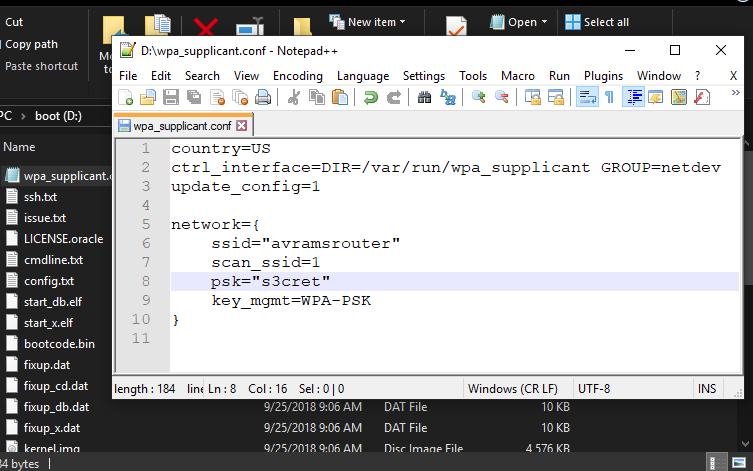 Cut
Copy path
Paste shortcut
New item
Open
Select all
D:\wpa_supplicant.conf - Notepad++
File Edit Search View Encoding Language Settings Tools Macro Run Plugins Window ? X
wpa_supplicant.conf
PC > boot (D:)
Name
wpa_supplicant.c
ssh.txt
issue.txt
LICENSE.oracle
cmdline.txt
config.txt
start_db.elf
start_x.elf
bootcode.bin
fixup.dat
fixup_cd.dat
fixup_db.dat 9/25/2018 9:06 AM DAT File 10 KB
fixup_x.dat 9/25/2018 9:06 AM DAT File 10 KB
kernel.img 9/25/2018 9:06 AM Disc Image File 4,576 KB
34 bytes
1 country=US
2 ctrl_interface=DIR=/var/run/wpa_supplicant GROUP=netdev
3 update_config=1
4
5 network={
6 ssid="avramsrouter"
7 scan_ssid=1
8 psk="s3cret"
9 key_mgmt=WPA-PSK
10 }
11
length : 184 line Ln : 8 Col : 16 Sel : 0 | 0 Windows (CR LF) UTF-8 INS